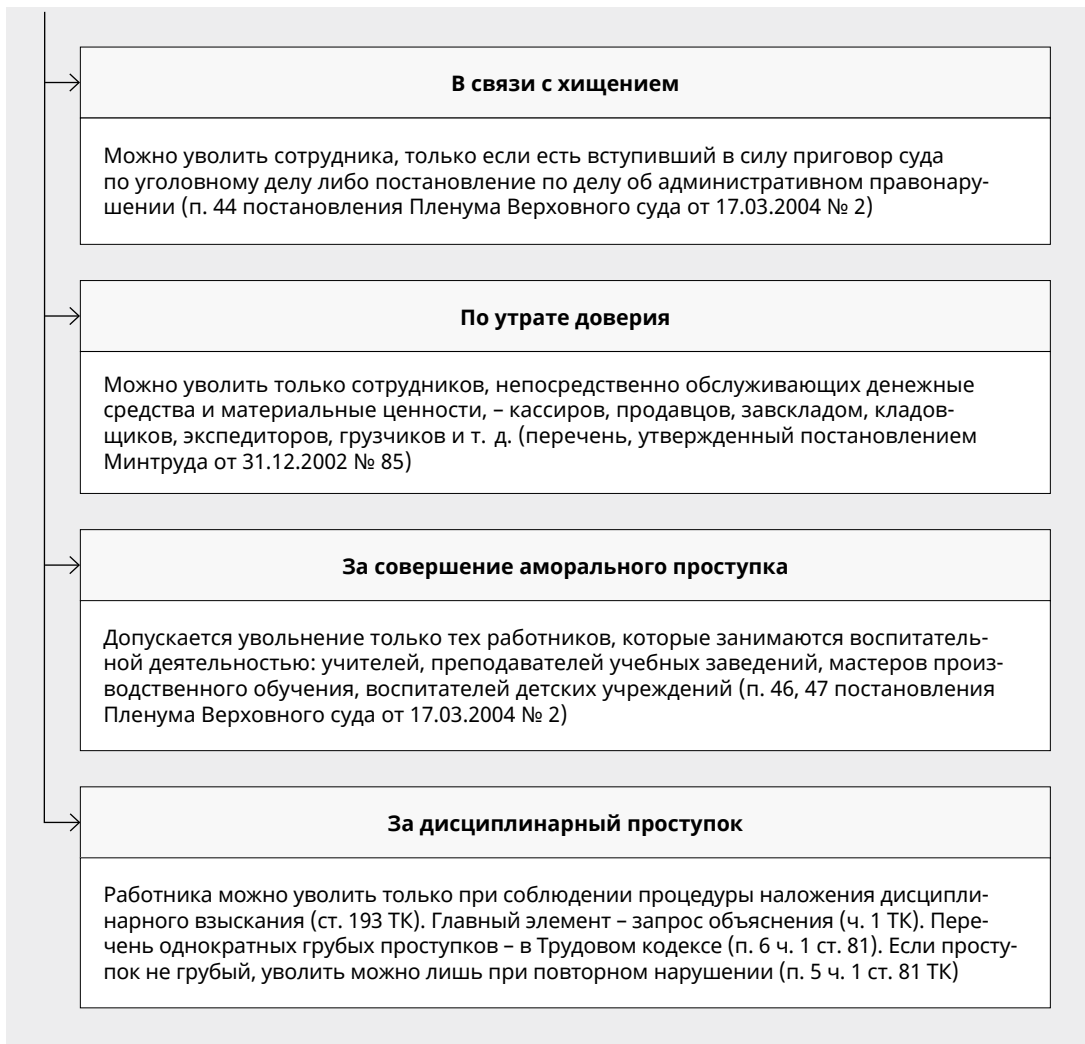 В связи с хищением
Можно уволить сотрудника, только если есть вступивший в силу приговор суда
по уголовному делу либо постановление по делу об административном правонару-
шении (п. 44 постановления Пленума Верховного суда от 17.03.2004 № 2)
По утрате доверия
Можно уволить только сотрудников, непосредственно обслуживающих денежные
средства и материальные ценности, – кассиров, продавцов, завскладом, кладов-
щиков, экспедиторов, грузчиков и т. д. (перечень, утвержденный постановлением
Минтруда от 31.12.2002 № 85)
За совершение аморального проступка
Допускается увольнение только тех работников, которые занимаются воспитатель-
ной деятельностью: учителей, преподавателей учебных заведений, мастеров произ-
водственного обучения, воспитателей детских учреждений (п. 46, 47 постановления
Пленума Верховного суда от 17.03.2004 № 2)
За дисциплинарный проступок
Работника можно уволить только при соблюдении процедуры наложения дисципли-
нарного взыскания (ст. 193 ТК). Главный элемент – запрос объяснения (ч. 1 ТК). Пере-
чень однократных грубых проступков – в Трудовом кодексе (п. 6 ч. 1 ст. 81). Если просту-
пок не грубый, уволить можно лишь при повторном нарушении (п. 5 ч. 1 ст. 81 ТК)